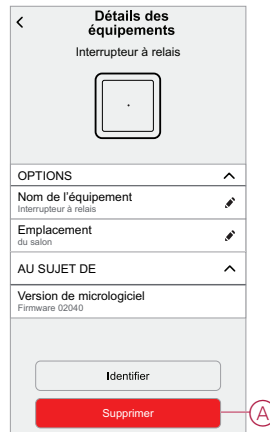 Détails des
équipements
Interrupteur à relais
OPTIONS
Nom de l'équipement
Interrupteur à relais
Emplacement
du salon
AU SUJET DE
Version de micrologiciel
Firmware 02040
Identifier
Supprimer
A